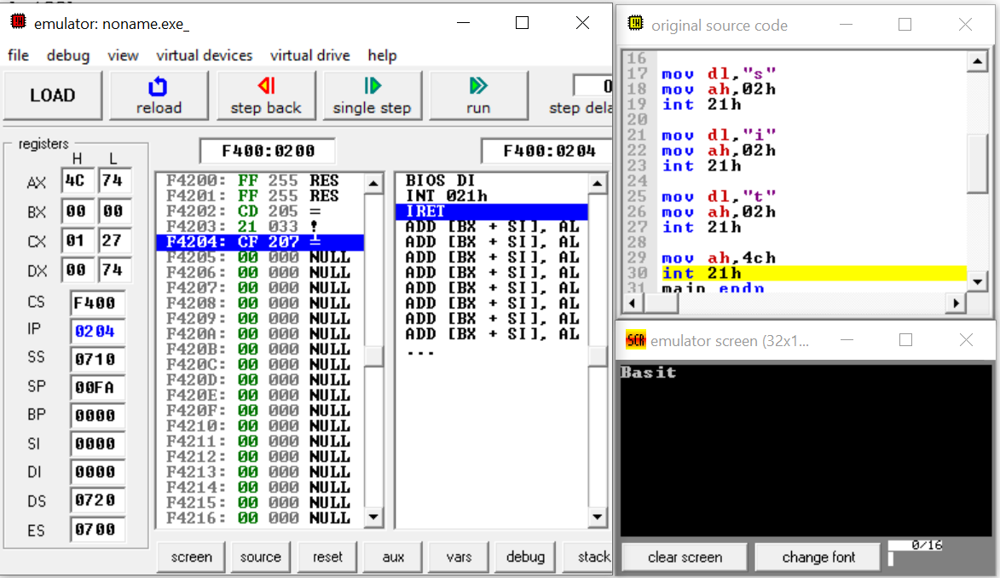 emulator: noname.exe_
file debug view virtual devices virtual drive help
LOAD reload step back single step run step dela 0
registers
F400:0200 F400:0204
H L
AX 4C 74
BX 00 00
CX 01 27
DX 00 74
CS F400
IP 0204
SS 0710
SP 00FA
BP 0000
SI 0000
DI 0000
DS 0720
ES 0700
F4200: FF 255 RES
F4201: FF 255 RES
F4202: CD 205 =
F4203: 21 033 !
F4204: CF 207 ╧
F4205: 00 000 NULL
F4206: 00 000 NULL
F4207: 00 000 NULL
F4208: 00 000 NULL
F4209: 00 000 NULL
F420A: 00 000 NULL
F420B: 00 000 NULL
F420C: 00 000 NULL
F420D: 00 000 NULL
F420E: 00 000 NULL
F420F: 00 000 NULL
F4210: 00 000 NULL
F4211: 00 000 NULL
F4212: 00 000 NULL
F4213: 00 000 NULL
F4214: 00 000 NULL
F4215: 00 000 NULL
F4216: 00 000 NULL
BIOS DI
INT 021h
IRET
ADD [BX + SI], AL
ADD [BX + SI], AL
ADD [BX + SI], AL
ADD [BX + SI], AL
ADD [BX + SI], AL
ADD [BX + SI], AL
ADD [BX + SI], AL
ADD [BX + SI], AL
...
screen source reset aux vars debug stack
original source code
16
17 mov dl,"s"
18 mov ah,02h
19 int 21h
20
21 mov dl,"i"
22 mov ah,02h
23 int 21h
24
25 mov dl,"t"
26 mov ah,02h
27 int 21h
28
29 mov ah,4ch
30 int 21h
31 main endp
SCR emulator screen (32x1...
Basit
clear screen change font 0/16